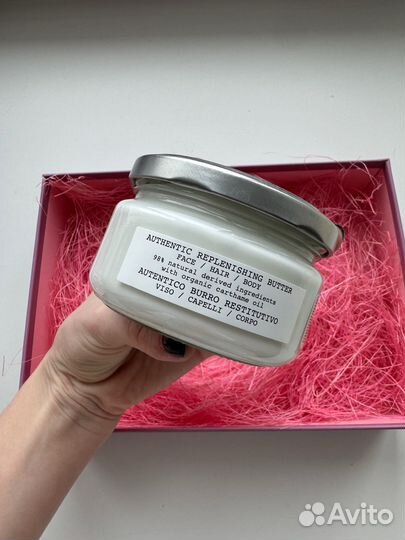 AUTHENTIC REPLENISHING BUTTER
FACE / HAIR / BODY
98% natural derived ingredients
with organic carthame oil
AUTENTICO BURRO RESTITUTIVO
VISO / CAPELLI / CORPO
Avito